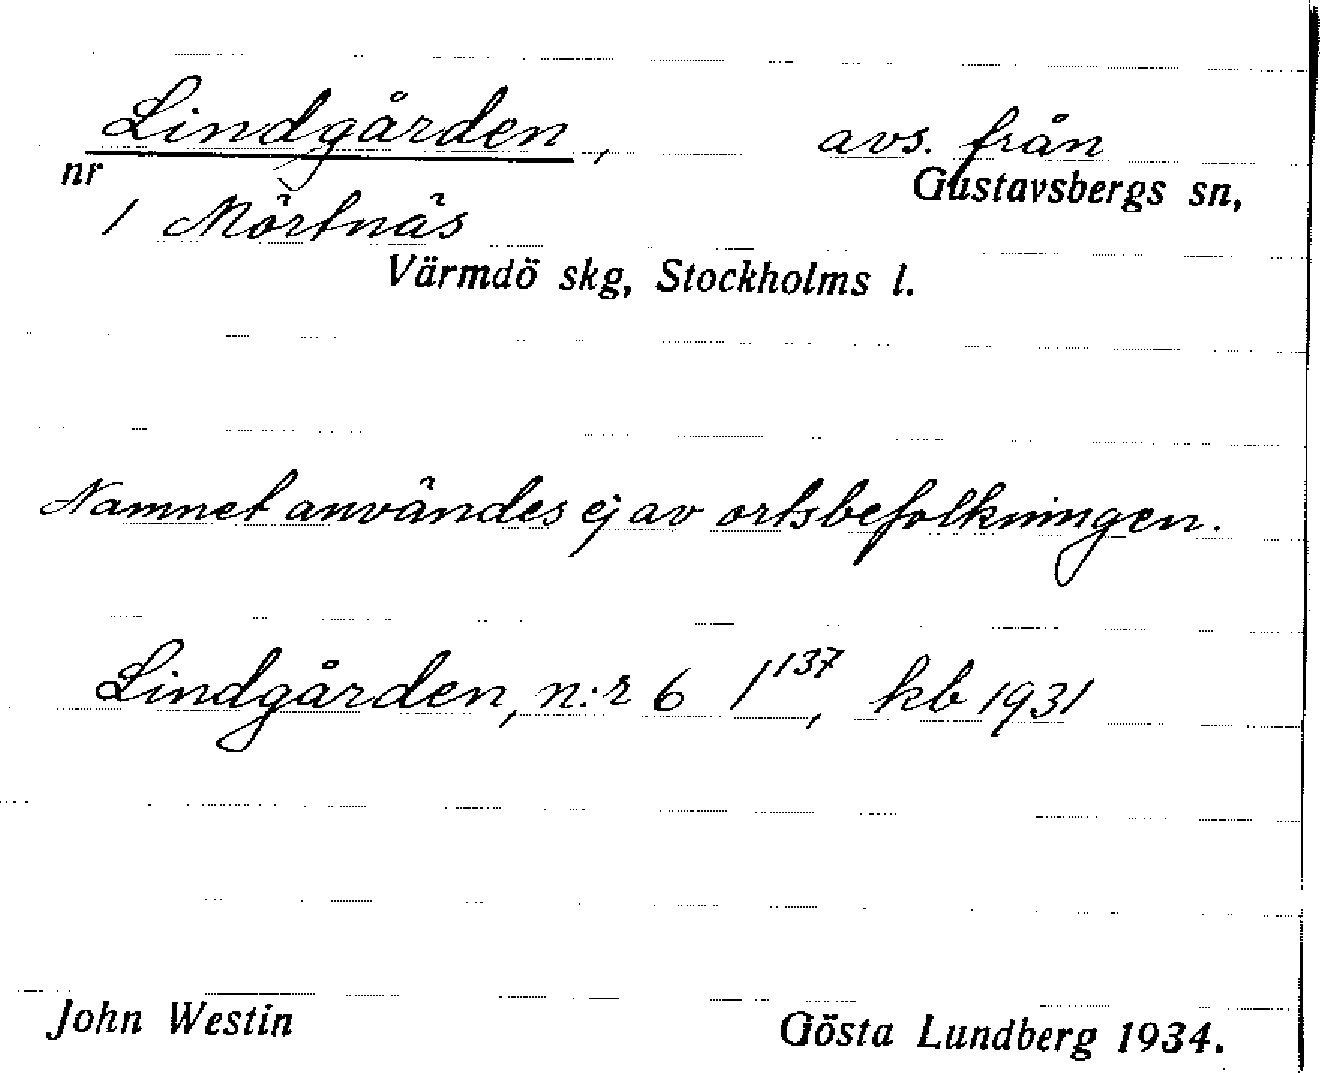 Lindgården, avs. från
nr Gustavsbergs sn,
1 Mörtnäs
Värmdö skg, Stockholms l.
Namnet användes ej av ortsbefolkningen.
Lindgården, n:r 6 1¹³⁷, kb 1931
John Westin Gösta Lundberg 1934.